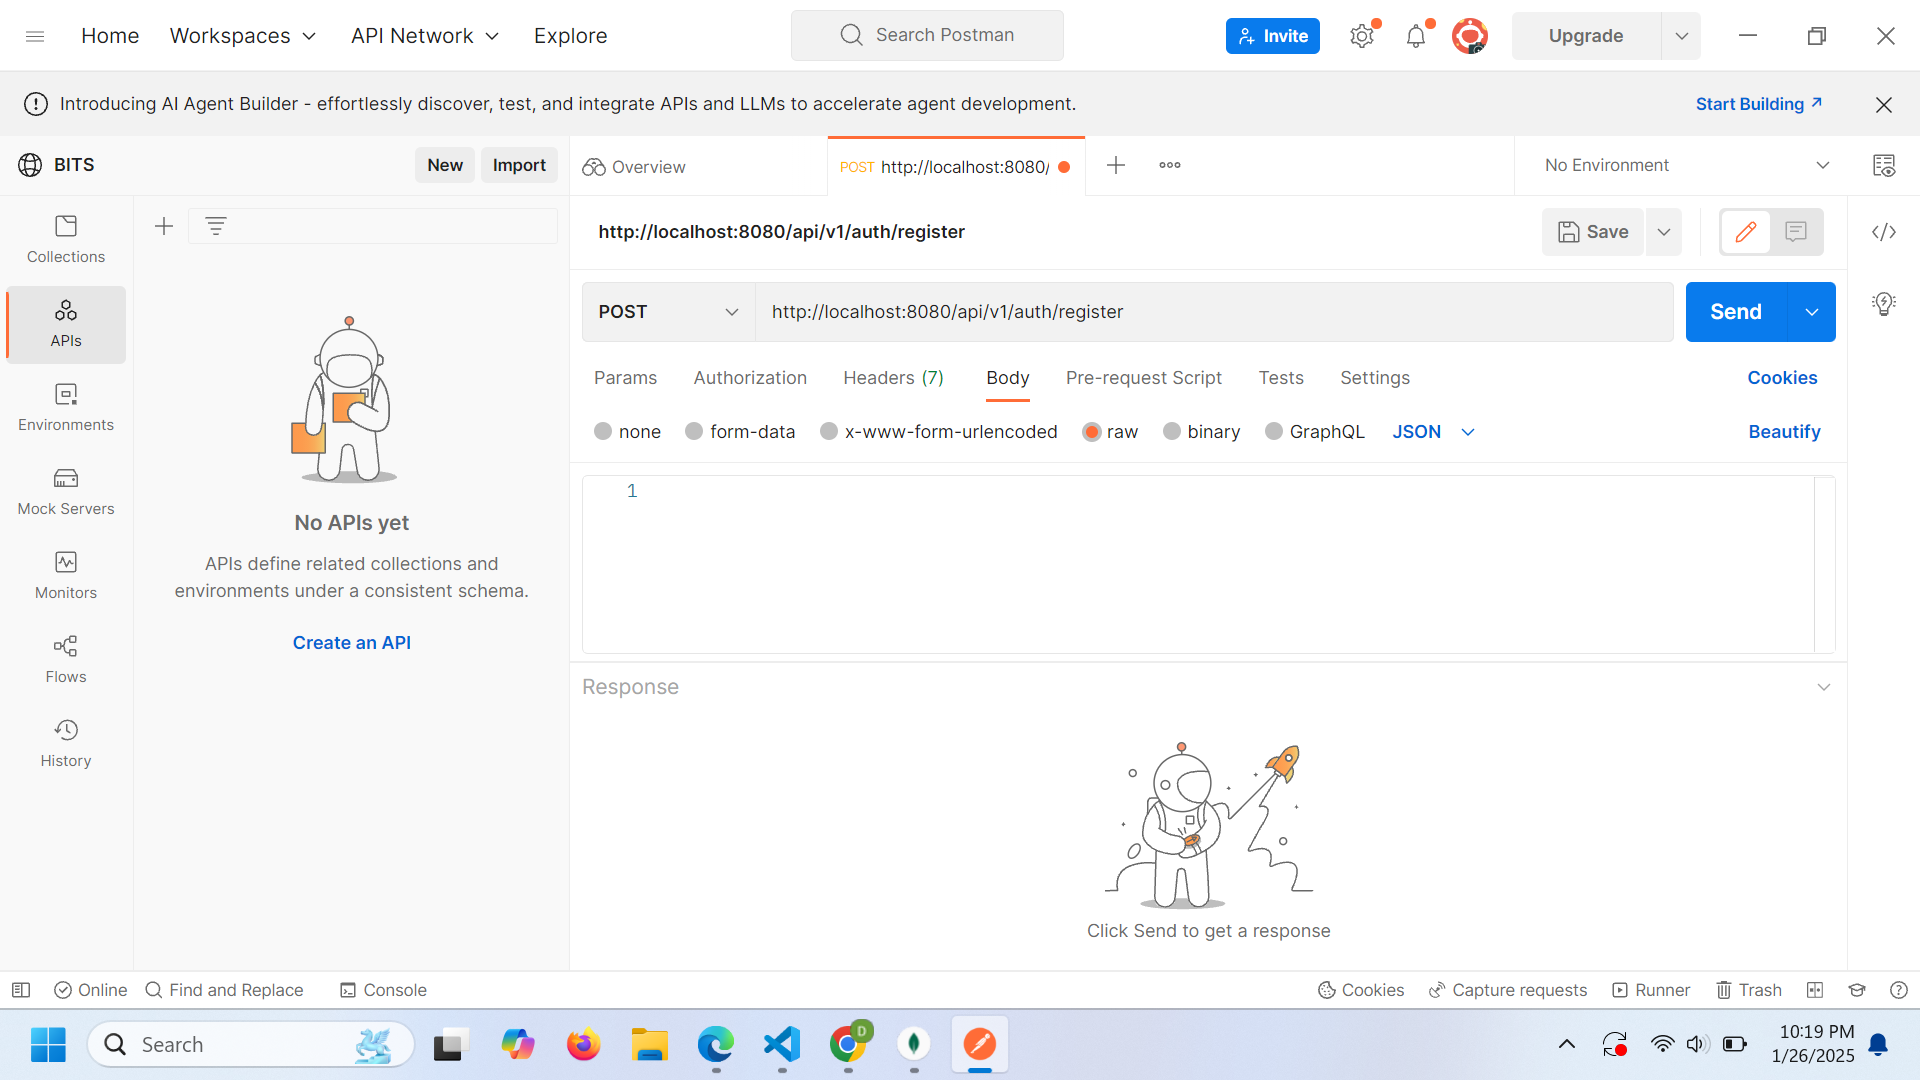 Home
Workspaces
API Network
Explore
Search Postman
Invite
Upgrade
Introducing AI Agent Builder - effortlessly discover, test, and integrate APIs and LLMs to accelerate agent development.
Start Building
BITS
New
Import
Overview
POST http://localhost:8080/
No Environment
Collections
APIs
Environments
Mock Servers
Monitors
Flows
History
No APIs yet
APIs define related collections and
environments under a consistent schema.
Create an API
http://localhost:8080/api/v1/auth/register
Save
POST
http://localhost:8080/api/v1/auth/register
Send
Params
Authorization
Headers (7)
Body
Pre-request Script
Tests
Settings
Cookies
none
form-data
x-www-form-urlencoded
raw
binary
GraphQL
JSON
Beautify
1
Response
Click Send to get a response
Online
Find and Replace
Console
Cookies
Capture requests
Runner
Trash
Search
D
10:19 PM
1/26/2025